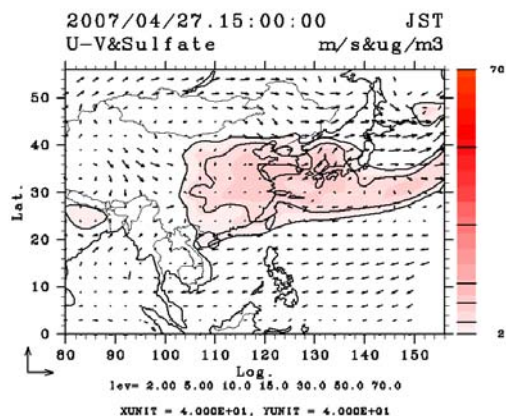 2007/04/27.15:00:00 JST
U-V&Sulfate m/s&ug/m3
70
50
40
30
20
10
0
Lat.
2
80 90 100 110 120 130 140 150
Log.
lev= 2.00 5.00 10.0 15.0 30.0 50.0 70.0
XUNIT = 4.000E+01, YUNIT = 4.000E+01